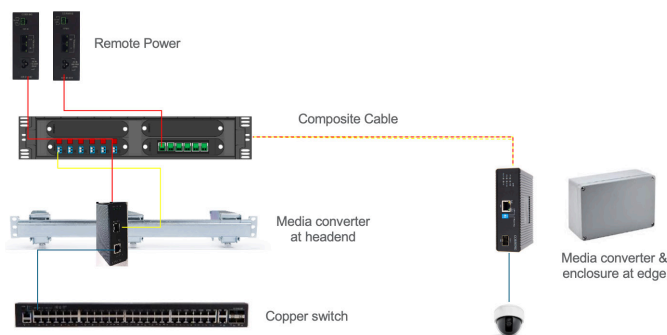 Remote Power
Composite Cable
Media converter
at headend
Media converter &
enclosure at edge
Copper switch